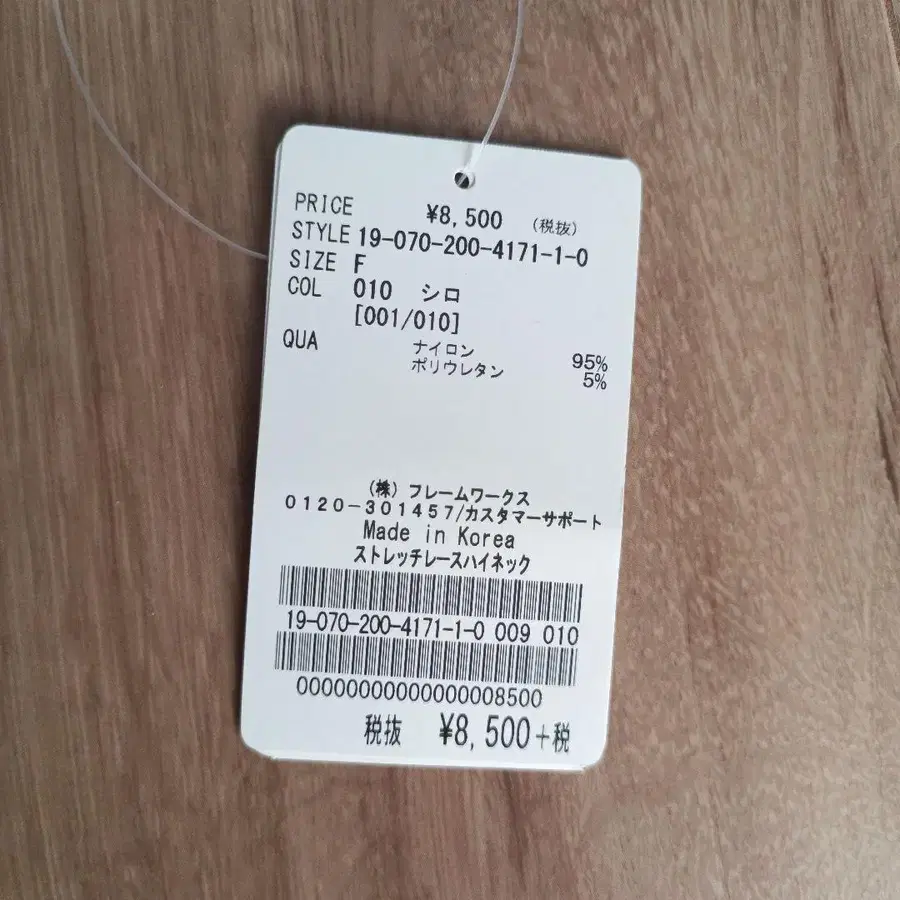 PRICE ¥8,500 (税抜)
STYLE 19-070-200-4171-1-0
SIZE F
COL 010 シロ
[001/010]
QUA ナイロン 95%
ポリウレタン 5%
(株)フレームワークス
0120-301457/カスタマーサポート
Made in Korea
ストレッチレースハイネック
19-070-200-4171-1-0 009 010
00000000000000008500
税抜 ¥8,500+税